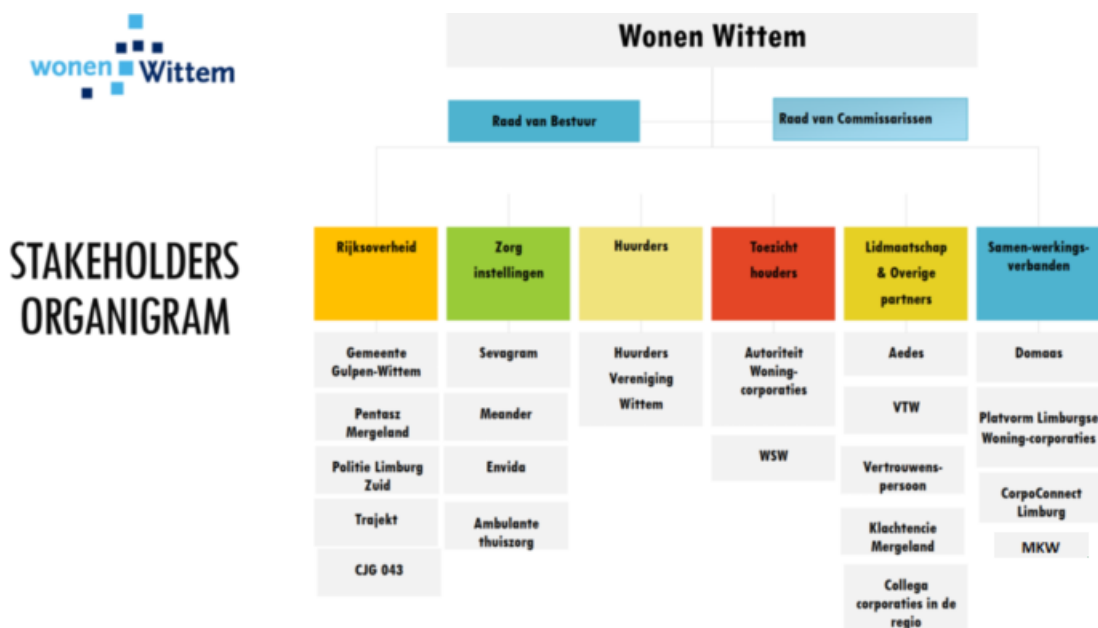 wonen Wittem
STAKEHOLDERS
ORGANIGRAM
Wonen Wittem
Raad van Bestuur
Raad van Commissarissen
Rijksoverheid
Gemeente
Gulpen-Wittem
Pentasz
Mergeland
Politie Limburg
Zuid
Trajekt
CJG 043
Zorg
instellingen
Sevagram
Meander
Envida
Ambulante
thuiszorg
Huurders
Huurders
Vereniging
Wittem
Toezicht
houders
Autoriteit
Woning-
corporaties
WSW
Lidmaatschap
& Overige
partners
Aedes
VTW
Vertrouwens-
persoon
Klachtencie
Mergeland
Collega
corporaties in de
regio
Samen-werkings-
verbanden
Domaas
Platvorm Limburgse
Woning-corporaties
CorpoConnect
Limburg
MKW